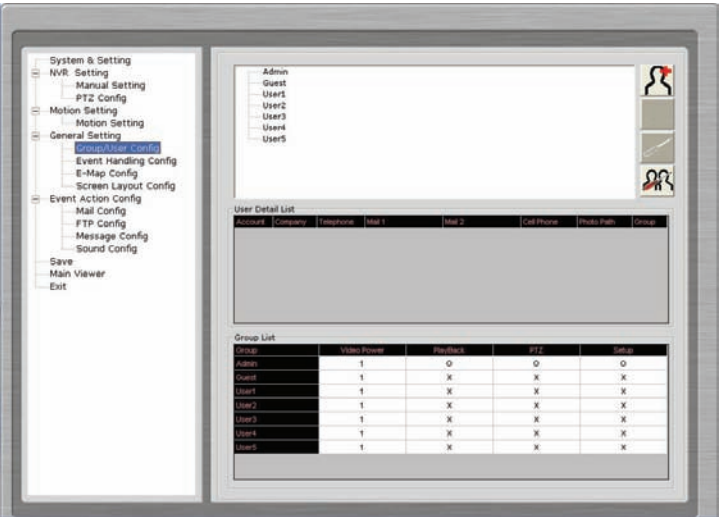 System & Setting
NVR Setting
Manual Setting
PTZ Config
Motion Setting
Motion Setting
General Setting
Group/User Config
Event Handling Config
E-Map Config
Screen Layout Config
Event Action Config
Mail Config
FTP Config
Message Config
Sound Config
Save
Main Viewer
Exit
Admin
Guest
User1
User2
User3
User4
User5
User Detail List
Account Company Telephone Mail 1 Mail 2 Cell Phone Photo Path Group
Group List
Group Video Power PlayBack PTZ Setup
Admin 1 O O O
Guest 1 X X X
User1 1 X X X
User2 1 X X X
User3 1 X X X
User4 1 X X X
User5 1 X X X